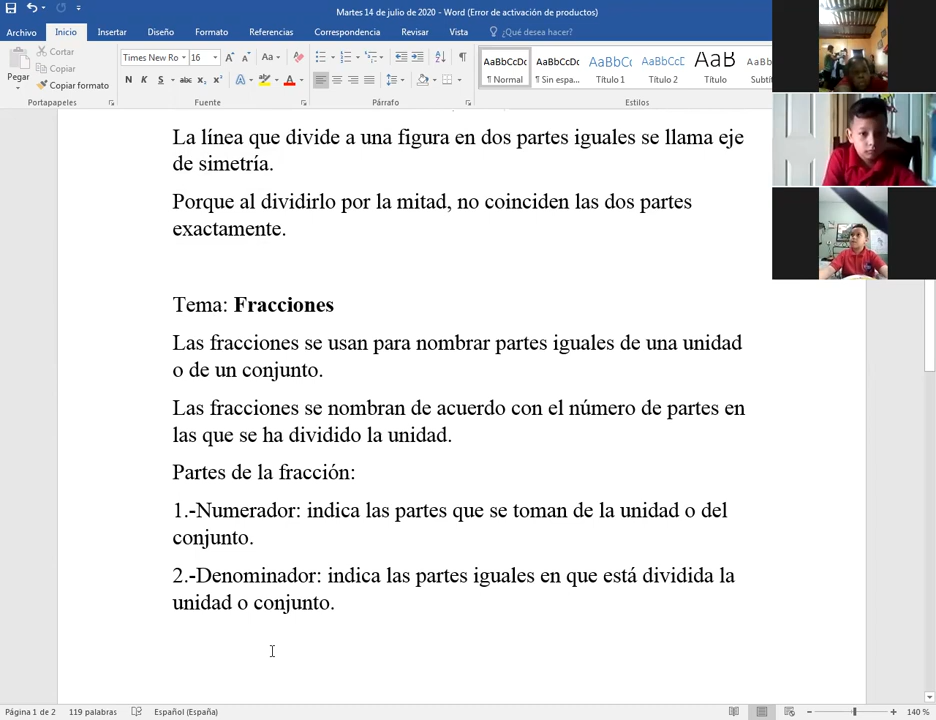 Martes 14 de julio de 2020 - Word (Error de activación de productos)
Archivo Inicio Insertar Diseño Formato Referencias Correspondencia Revisar Vista ¿Qué desea hacer?
Cortar
Copiar
Copiar formato
Pegar
Portapapeles
Times New Ro 16
Fuente
Párrafo
AaBbCcDc AaBbCcDc AaBbC AaBbCcE AaB
¶ Normal ¶ Sin espa... Título 1 Título 2 Título
Estilos
La línea que divide a una figura en dos partes iguales se llama eje
de simetría.
Porque al dividirlo por la mitad, no coinciden las dos partes
exactamente.
Tema: Fracciones
Las fracciones se usan para nombrar partes iguales de una unidad
o de un conjunto.
Las fracciones se nombran de acuerdo con el número de partes en
las que se ha dividido la unidad.
Partes de la fracción:
1.-Numerador: indica las partes que se toman de la unidad o del
conjunto.
2.-Denominador: indica las partes iguales en que está dividida la
unidad o conjunto.
Página 1 de 2 119 palabras Español (España) 140 %